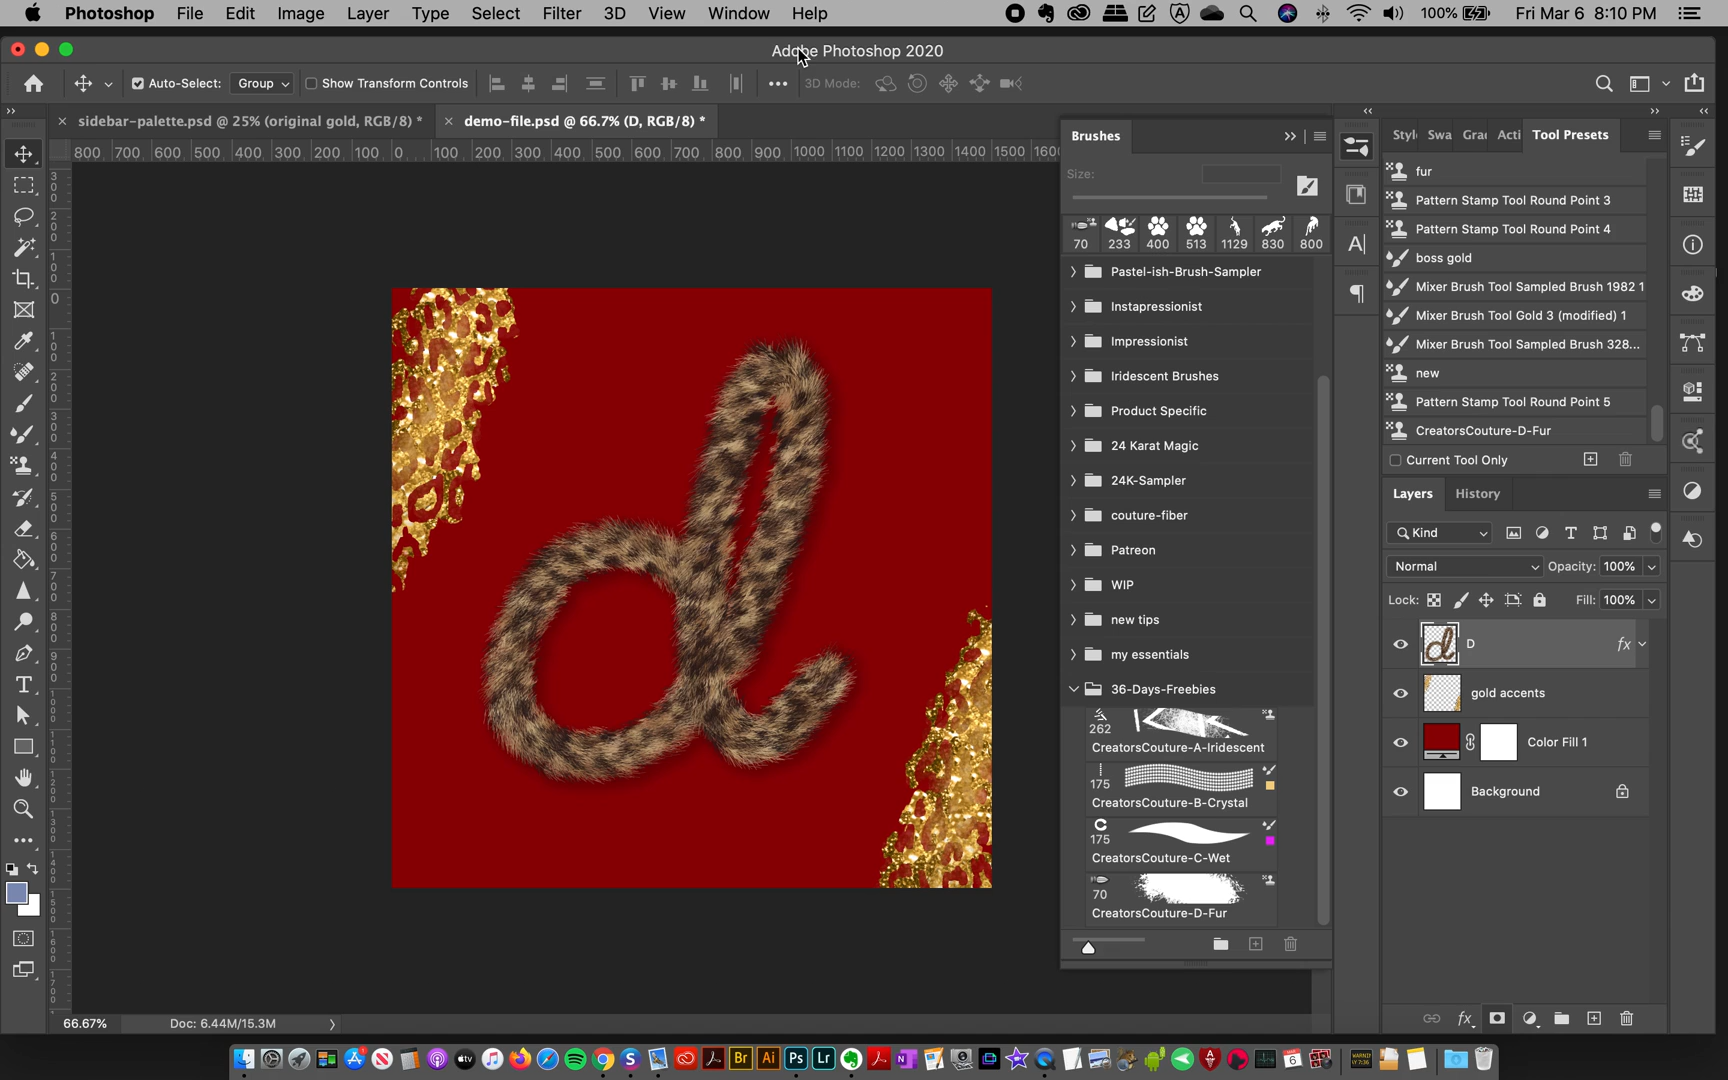 Photoshop File Edit Image Layer Type Select Filter 3D View Window Help 100% Fri Mar 6 8:10 PM
Adobe Photoshop 2020
Auto-Select: Group Show Transform Controls 3D Mode:
sidebar-palette.psd @ 25% (original gold, RGB/8) * demo-file.psd @ 66.7% (D, RGB/8) *
800 700 600 500 400 300 200 100 0 100 200 300 400 500 600 700 800 900 1000 1100 1200 1300 1400 1500 1600
Brushes
Size:
70 233 400 513 1129 830 800
Pastel-ish-Brush-Sampler
Instapressionist
Impressionist
Iridescent Brushes
Product Specific
24 Karat Magic
24K-Sampler
couture-fiber
Patreon
WIP
new tips
my essentials
36-Days-Freebies
262
CreatorsCouture-A-Iridescent
175
CreatorsCouture-B-Crystal
175
CreatorsCouture-C-Wet
70
CreatorsCouture-D-Fur
Swa Acti Tool Presets
fur
Pattern Stamp Tool Round Point 3
Pattern Stamp Tool Round Point 4
boss gold
Mixer Brush Tool Sampled Brush 1982 1
Mixer Brush Tool Gold 3 (modified) 1
Mixer Brush Tool Sampled Brush 328...
new
Pattern Stamp Tool Round Point 5
CreatorsCouture-D-Fur
Current Tool Only
Layers History
Kind
Normal Opacity: 100%
Lock: Fill: 100%
D fx
gold accents
Color Fill 1
Background
fx
d
66.67% Doc: 6.44M/15.3M
Br Ai Ps Lr